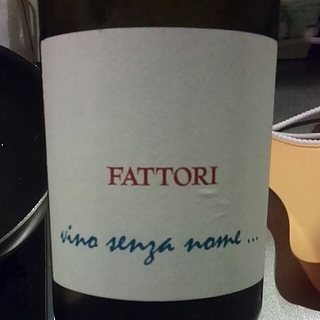 FATTORI
vino senza nome ...